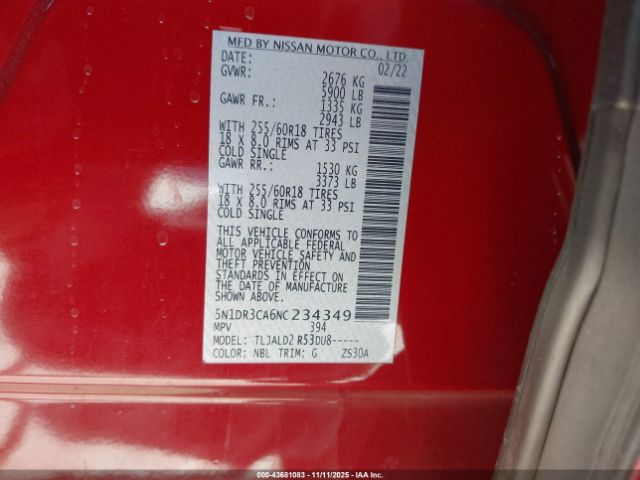 MFD BY NISSAN MOTOR CO., LTD
DATE: 02/22
GVWR: 2676 KG
5900 LB
GAWR FR.: 1335 KG
2943 LB
WITH 255/60R18 TIRES
18 X 8.0 RIMS AT 33 PSI
COLD SINGLE
GAWR RR.: 1530 KG
3373 LB
WITH 255/60R18 TIRES
18 X 8.0 RIMS AT 33 PSI
COLD SINGLE
THIS VEHICLE CONFORMS TO
ALL APPLICABLE FEDERAL
MOTOR VEHICLE SAFETY AND
THEFT PREVENTION
STANDARDS IN EFFECT ON
THE DATE OF MANUFACTURE
SHOWN ABOVE.
5N1DR3CA6NC234349
MPV 394
MODEL: TLJALD2 R53DU8-----
COLOR: NBL TRIM: G ZS30A
© 2000-43681083 - 11/11/2025 - IAA Inc.